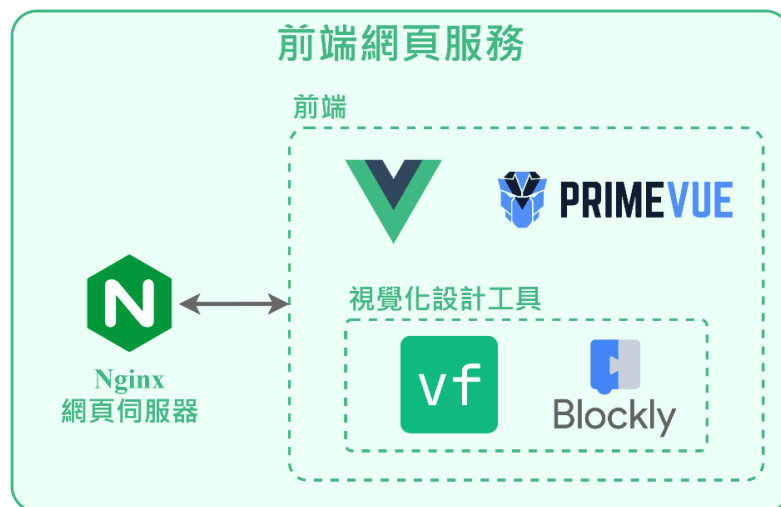 前端網頁服務
前端
PRIMEVUE
N
Nginx
網頁伺服器
視覺化設計工具
vf
Blockly